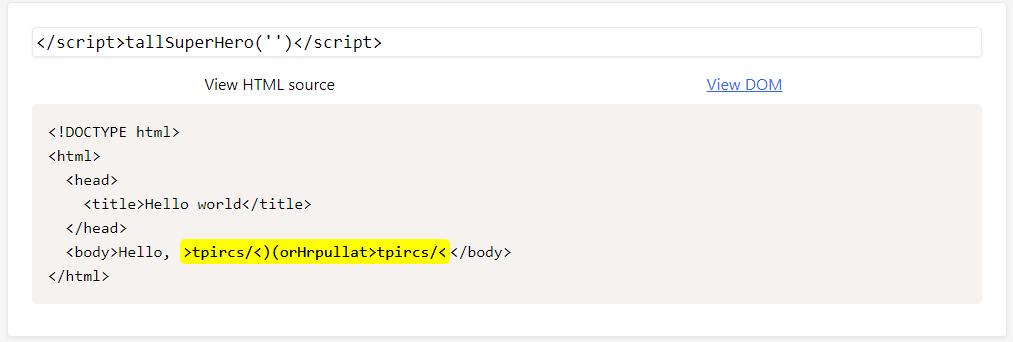 </script>tallSuperHero('')</script>
View HTML source
View DOM
<!DOCTYPE html>
<html>
<head>
<title>Hello world</title>
</head>
<body>Hello, >tpircs/<)(orHrpullat>tpircs/<</body>
</html>